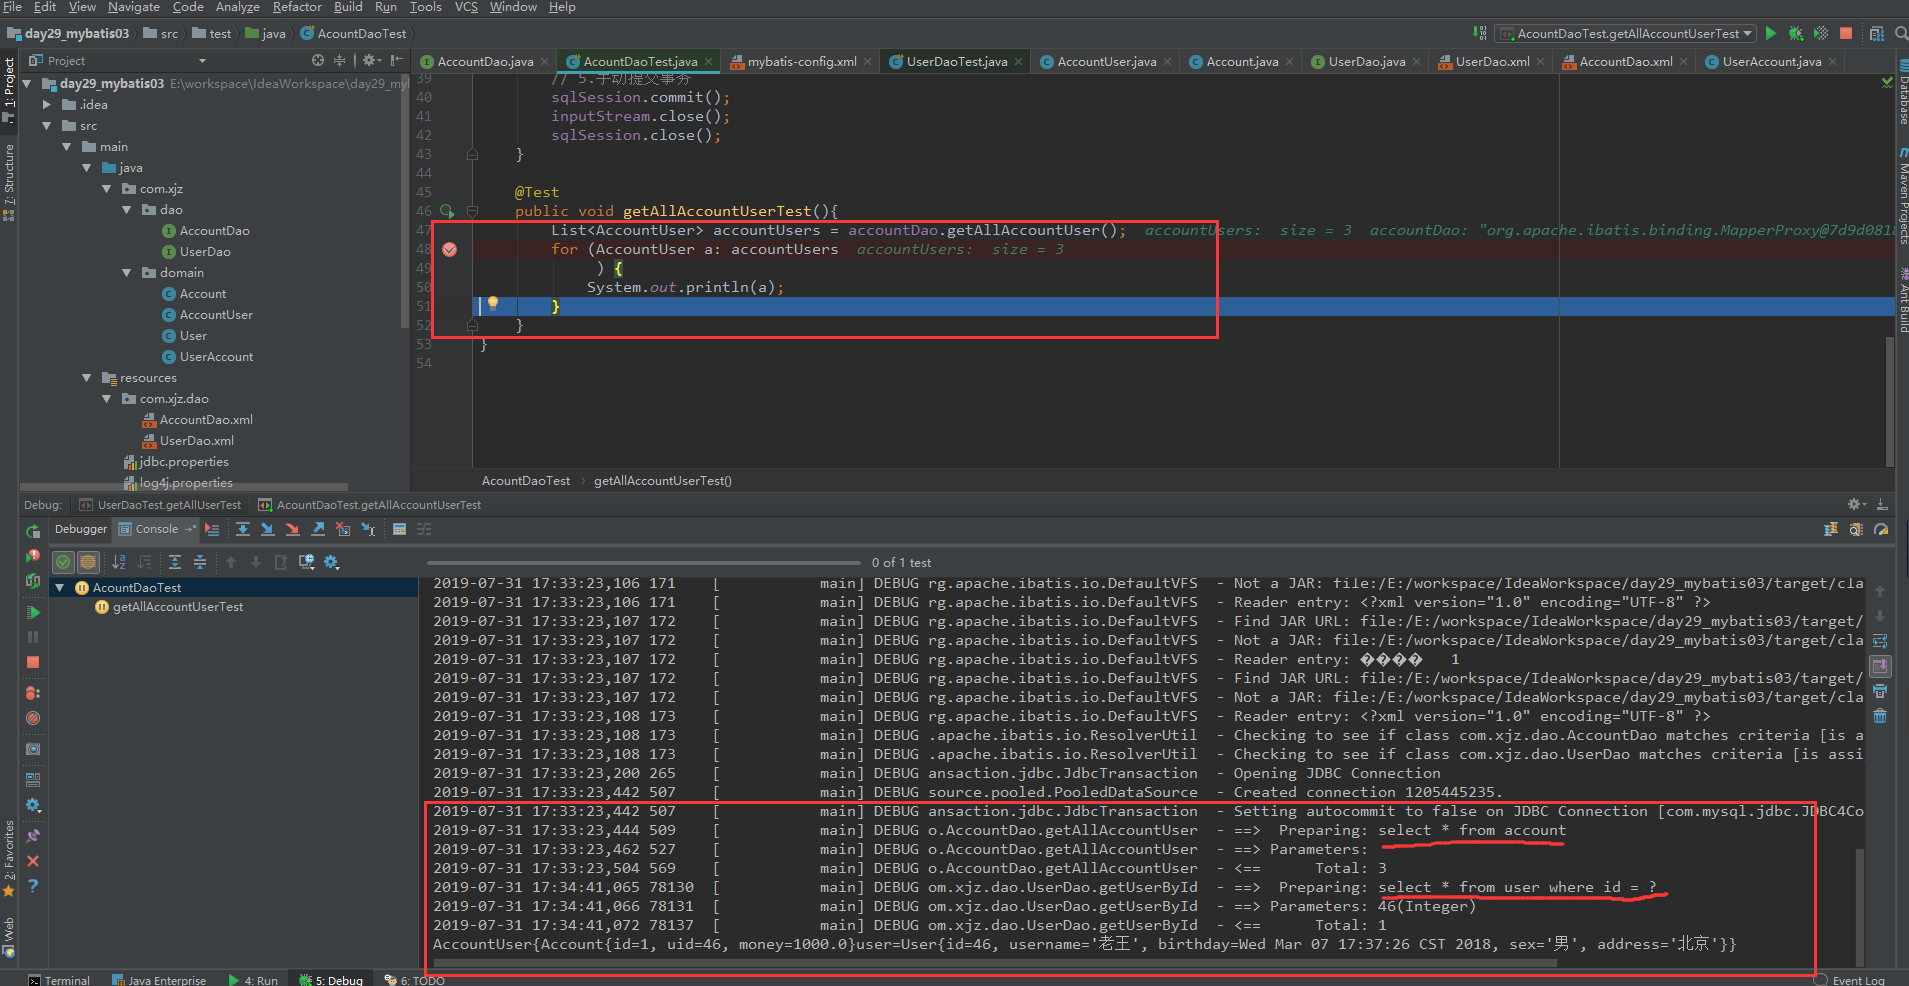 File Edit View Navigate Code Analyze Refactor Build Run Tools VCS Window Help
day29_mybatis03 src test java AcountDaoTest
AcountDaoTest.getAllAccountUserTest
Project
AccountDao.java AcountDaoTest.java mybatis-config.xml UserDaoTest.java AccountUser.java Account.java UserDao.java UserDao.xml AccountDao.xml UserAccount.java
1: Project
7: Structure
2: Favorites
Web
Database
Maven Projects
Ant Build
day29_mybatis03 E:\workspace\IdeaWorkspace\day29_my
.idea
src
main
java
com.xjz
dao
AccountDao
UserDao
domain
Account
AccountUser
User
UserAccount
resources
com.xjz.dao
AccountDao.xml
UserDao.xml
jdbc.properties
log4j.properties
39 // 5.手动提交事务
40 sqlSession.commit();
41 inputStream.close();
42 sqlSession.close();
43 }
44
45 @Test
46 public void getAllAccountUserTest(){
47 List<AccountUser> accountUsers = accountDao.getAllAccountUser(); accountUsers: size = 3 accountDao: "org.apache.ibatis.binding.MapperProxy@7d9d0818
48 for (AccountUser a: accountUsers accountUsers: size = 3
49 ) {
50 System.out.println(a);
51 }
52 }
53 }
54
AcountDaoTest getAllAccountUserTest()
Debug: UserDaoTest.getAllUserTest AcountDaoTest.getAllAccountUserTest
Debugger Console
0 of 1 test
AcountDaoTest
getAllAccountUserTest
2019-07-31 17:33:23,106 171 [ main] DEBUG rg.apache.ibatis.io.DefaultVFS - Not a JAR: file:/E:/workspace/IdeaWorkspace/day29_mybatis03/target/cla
2019-07-31 17:33:23,106 171 [ main] DEBUG rg.apache.ibatis.io.DefaultVFS - Reader entry: <?xml version="1.0" encoding="UTF-8" ?>
2019-07-31 17:33:23,107 172 [ main] DEBUG rg.apache.ibatis.io.DefaultVFS - Find JAR URL: file:/E:/workspace/IdeaWorkspace/day29_mybatis03/target/
2019-07-31 17:33:23,107 172 [ main] DEBUG rg.apache.ibatis.io.DefaultVFS - Not a JAR: file:/E:/workspace/IdeaWorkspace/day29_mybatis03/target/cla
2019-07-31 17:33:23,107 172 [ main] DEBUG rg.apache.ibatis.io.DefaultVFS - Reader entry: ���� 1
2019-07-31 17:33:23,107 172 [ main] DEBUG rg.apache.ibatis.io.DefaultVFS - Find JAR URL: file:/E:/workspace/IdeaWorkspace/day29_mybatis03/target/
2019-07-31 17:33:23,107 172 [ main] DEBUG rg.apache.ibatis.io.DefaultVFS - Not a JAR: file:/E:/workspace/IdeaWorkspace/day29_mybatis03/target/cla
2019-07-31 17:33:23,108 173 [ main] DEBUG rg.apache.ibatis.io.DefaultVFS - Reader entry: <?xml version="1.0" encoding="UTF-8" ?>
2019-07-31 17:33:23,108 173 [ main] DEBUG .apache.ibatis.io.ResolverUtil - Checking to see if class com.xjz.dao.AccountDao matches criteria [is a
2019-07-31 17:33:23,108 173 [ main] DEBUG .apache.ibatis.io.ResolverUtil - Checking to see if class com.xjz.dao.UserDao matches criteria [is assi
2019-07-31 17:33:23,200 265 [ main] DEBUG ansaction.jdbc.JdbcTransaction - Opening JDBC Connection
2019-07-31 17:33:23,442 507 [ main] DEBUG source.pooled.PooledDataSource - Created connection 1205445235.
2019-07-31 17:33:23,442 507 [ main] DEBUG ansaction.jdbc.JdbcTransaction - Setting autocommit to false on JDBC Connection [com.mysql.jdbc.JDBC4Co
2019-07-31 17:33:23,444 509 [ main] DEBUG o.AccountDao.getAllAccountUser - ==> Preparing: select * from account
2019-07-31 17:33:23,462 527 [ main] DEBUG o.AccountDao.getAllAccountUser - ==> Parameters:
2019-07-31 17:33:23,504 569 [ main] DEBUG o.AccountDao.getAllAccountUser - <== Total: 3
2019-07-31 17:34:41,065 78130 [ main] DEBUG om.xjz.dao.UserDao.getUserById - ==> Preparing: select * from user where id = ?
2019-07-31 17:34:41,066 78131 [ main] DEBUG om.xjz.dao.UserDao.getUserById - ==> Parameters: 46(Integer)
2019-07-31 17:34:41,072 78137 [ main] DEBUG om.xjz.dao.UserDao.getUserById - <== Total: 1
AccountUser{Account{id=1, uid=46, money=1000.0}user=User{id=46, username='老王', birthday=Wed Mar 07 17:37:26 CST 2018, sex='男', address='北京'}}
Terminal Java Enterprise 4: Run 5: Debug 6: TODO Event Log